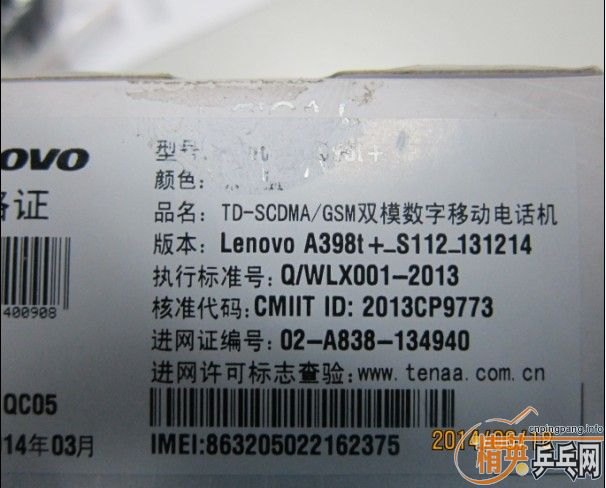 OVO
型号:
格证
颜色:
品名: TD-SCDMA/GSM双模数字移动电话机
版本: Lenovo A398t+_S112_131214
执行标准号: Q/WLX001-2013
核准代码: CMIIT ID: 2013CP9773
400908
进网证编号: 02-A838-134940
进网许可标志查验: www.tenaa.com.cn
QC05
14年03月
IMEI:863205022162375
cnpingpang.info
精英乒乓网